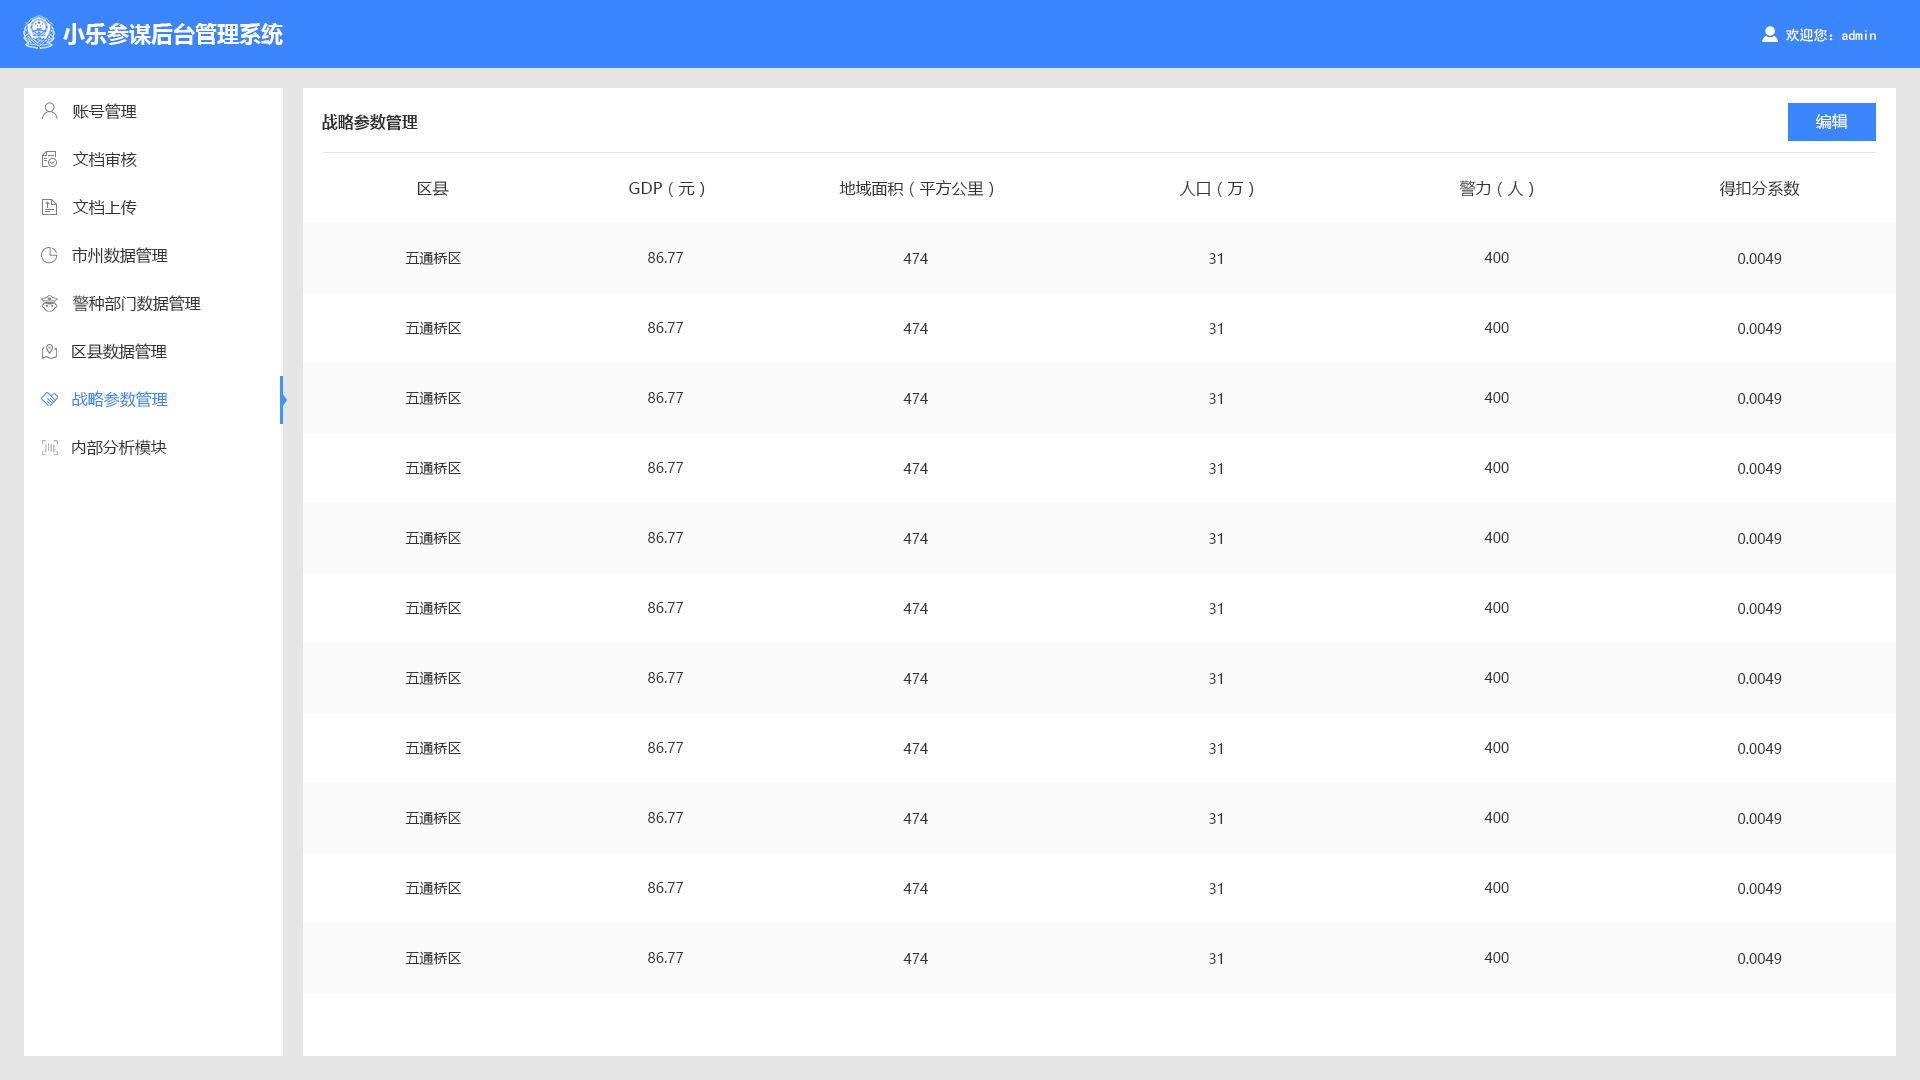 小乐参谋后台管理系统
欢迎您：admin
账号管理
文档审核
文档上传
市州数据管理
警种部门数据管理
区县数据管理
战略参数管理
内部分析模块
战略参数管理
编辑
区县 GDP（元） 地域面积（平方公里） 人口（万） 警力（人） 得扣分系数
五通桥区 86.77 474 31 400 0.0049
五通桥区 86.77 474 31 400 0.0049
五通桥区 86.77 474 31 400 0.0049
五通桥区 86.77 474 31 400 0.0049
五通桥区 86.77 474 31 400 0.0049
五通桥区 86.77 474 31 400 0.0049
五通桥区 86.77 474 31 400 0.0049
五通桥区 86.77 474 31 400 0.0049
五通桥区 86.77 474 31 400 0.0049
五通桥区 86.77 474 31 400 0.0049
五通桥区 86.77 474 31 400 0.0049